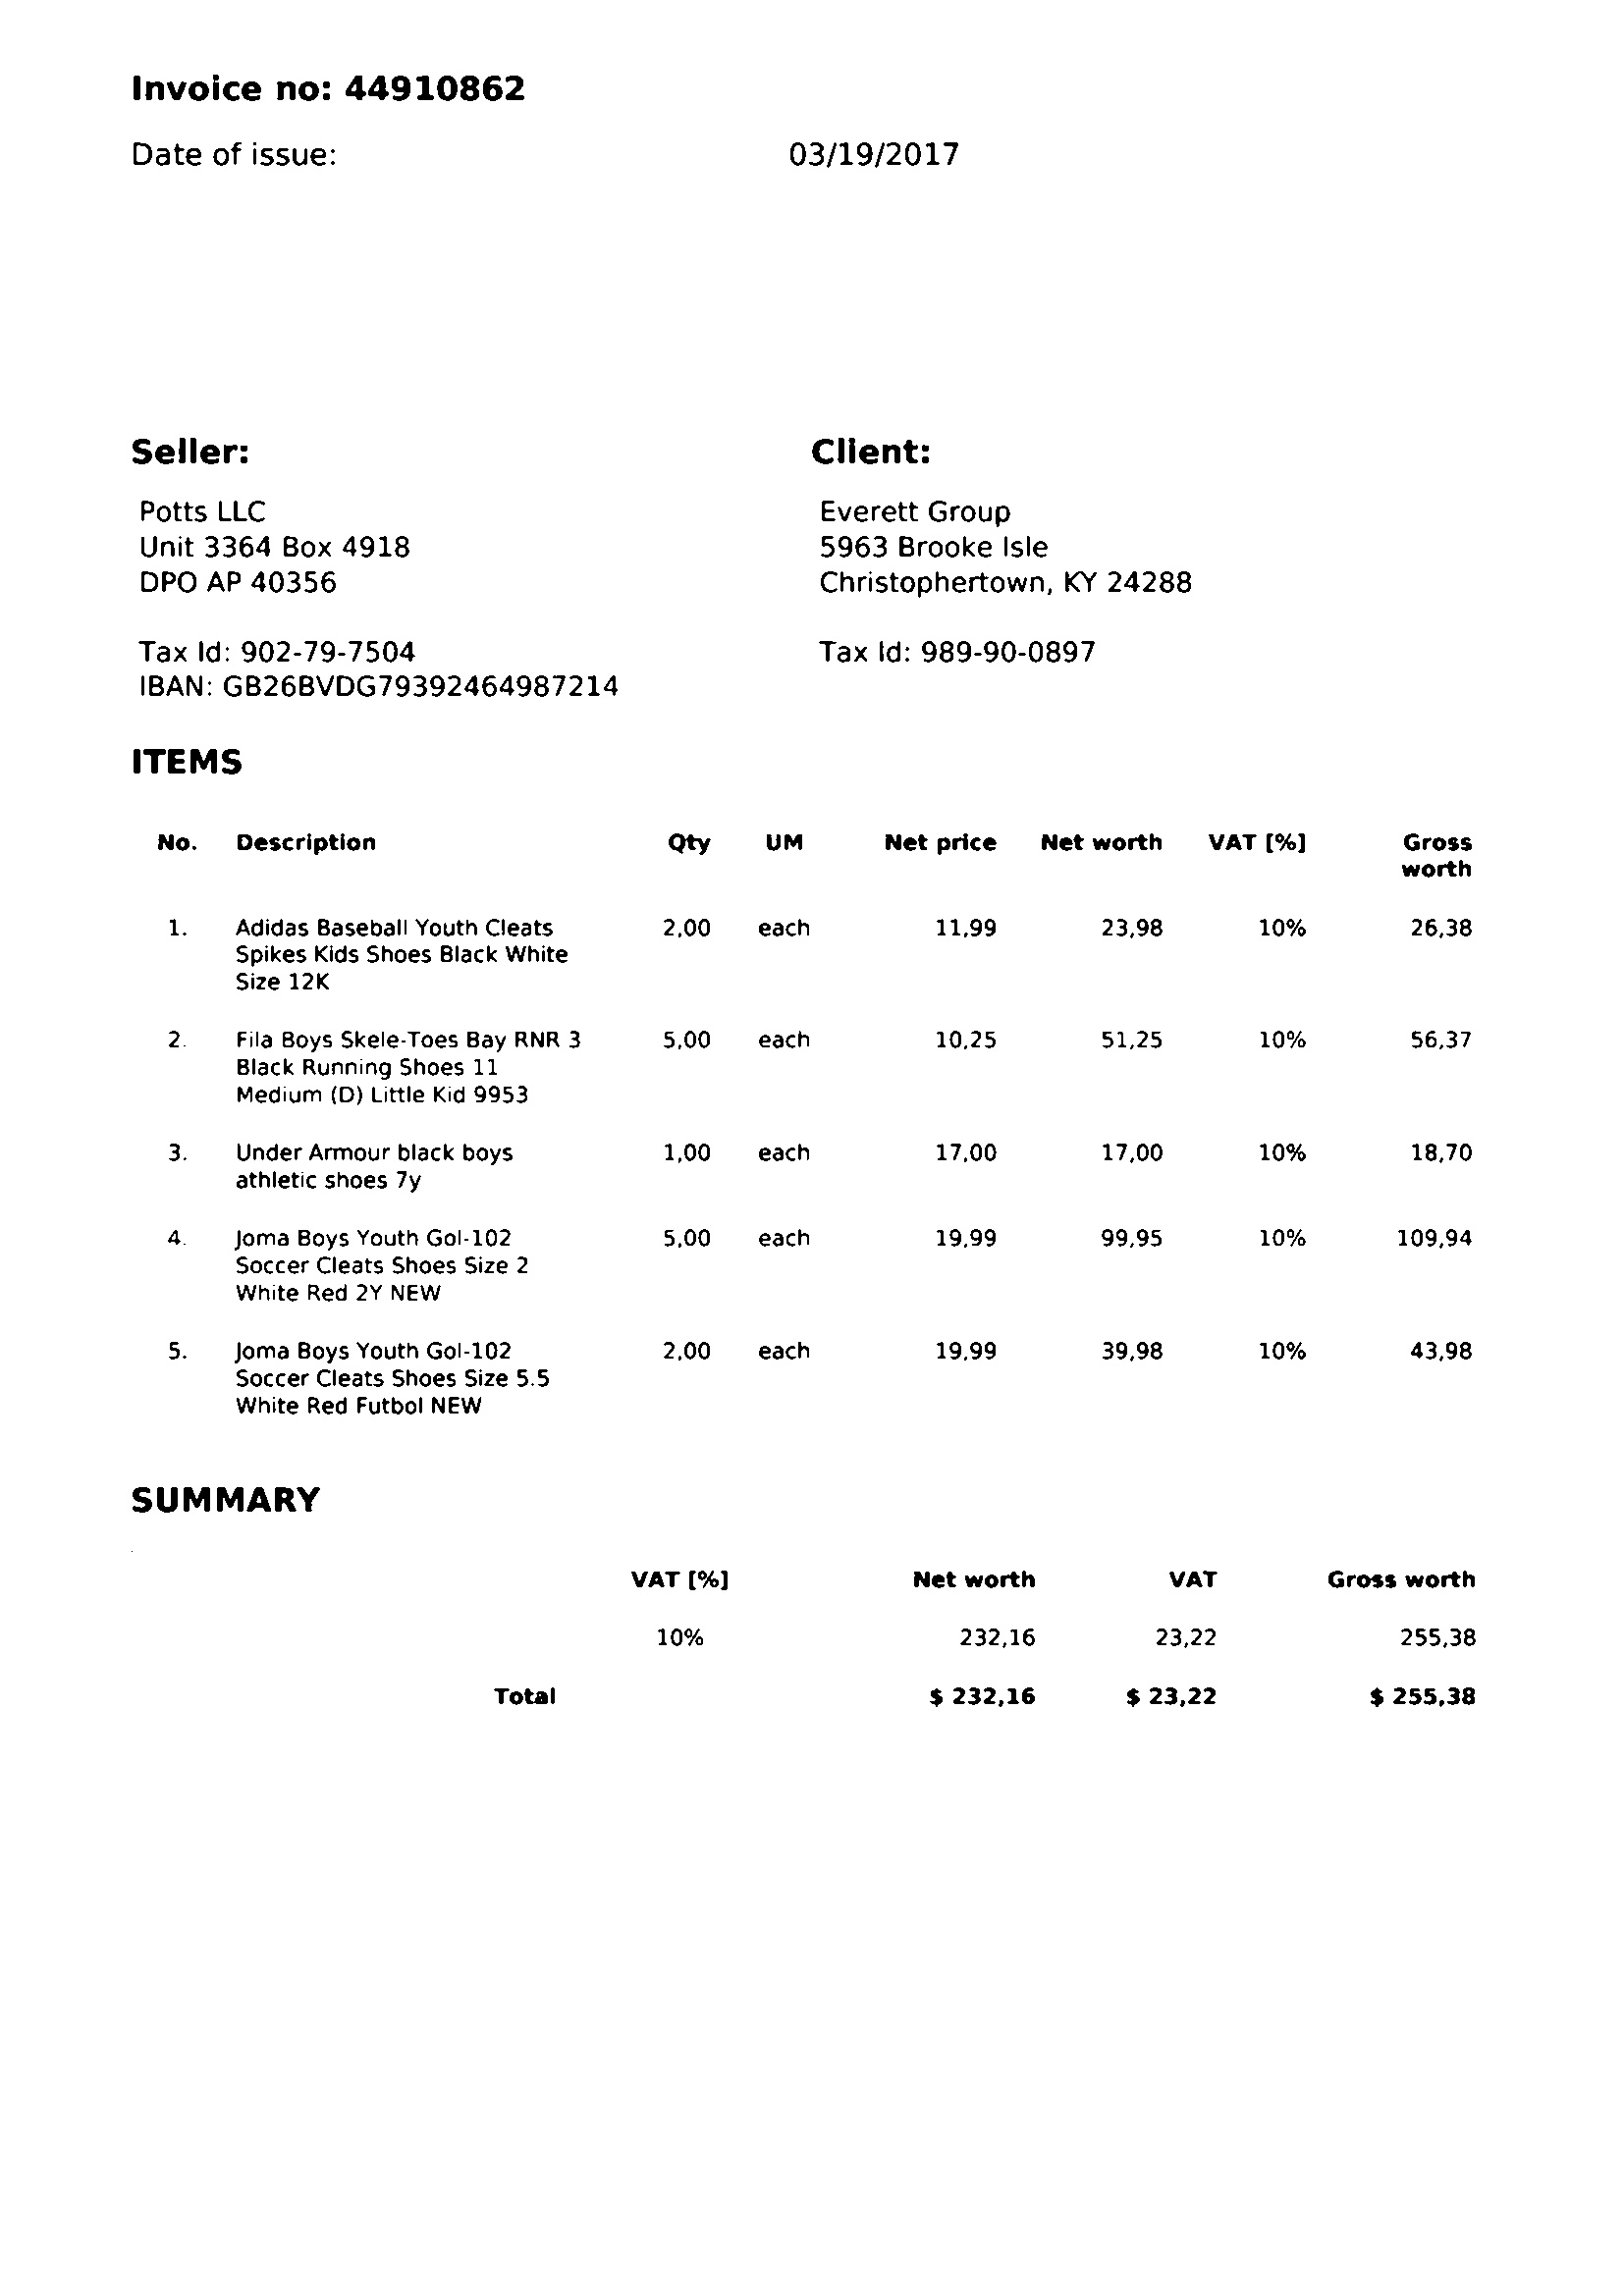 Invoice no: 44910862
Date of issue: 03/19/2017
Seller: Client:
Potts LLC Everett Group
Unit 3364 Box 4918 5963 Brooke Isle
DPO AP 40356 Christophertown, KY 24288
Tax Id: 902-79-7504 Tax Id: 989-90-0897
IBAN: GB26BVDG79392464987214
ITEMS
No. Description Qty UM Net price Net worth VAT [%] Gross
worth
1. Adidas Baseball Youth Cleats 2,00 each 11,99 23,98 10% 26,38
Spikes Kids Shoes Black White
Size 12K
2. Fila Boys Skele-Toes Bay RNR 3 5,00 each 10,25 51,25 10% 56,37
Black Running Shoes 11
Medium (D) Little Kid 9953
3. Under Armour black boys 1,00 each 17,00 17,00 10% 18,70
athletic shoes 7y
4. Joma Boys Youth Gol-102 5,00 each 19,99 99,95 10% 109,94
Soccer Cleats Shoes Size 2
White Red 2Y NEW
5. Joma Boys Youth Gol-102 2,00 each 19,99 39,98 10% 43,98
Soccer Cleats Shoes Size 5.5
White Red Futbol NEW
SUMMARY
VAT [%] Net worth VAT Gross worth
10% 232,16 23,22 255,38
Total $ 232,16 $ 23,22 $ 255,38